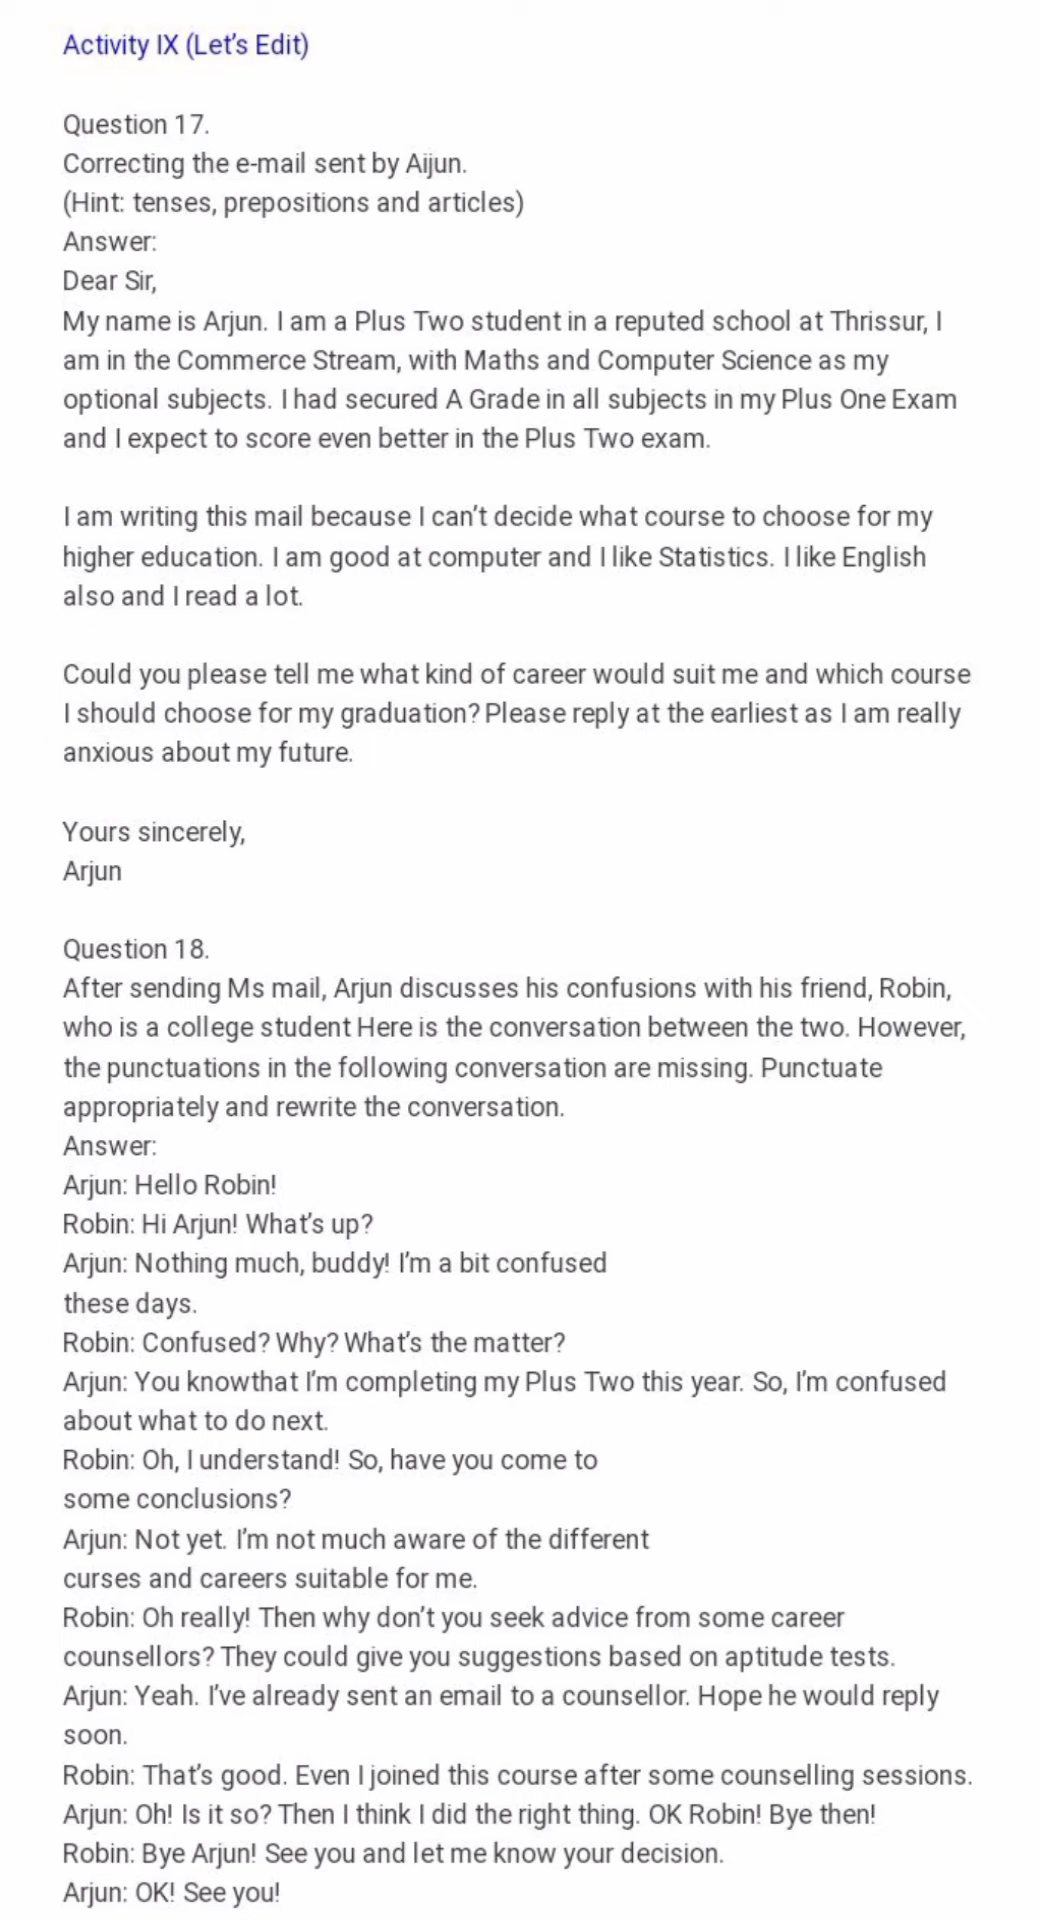 Activity IX (Let’s Edit)
Question 17.
Correcting the e-mail sent by Aijun.
(Hint: tenses, prepositions and articles)
Answer:
Dear Sir,
My name is Arjun. I am a Plus Two student in a reputed school at Thrissur, I
am in the Commerce Stream, with Maths and Computer Science as my
optional subjects. I had secured A Grade in all subjects in my Plus One Exam
and I expect to score even better in the Plus Two exam.
I am writing this mail because I can’t decide what course to choose for my
higher education. I am good at computer and I like Statistics. I like English
also and I read a lot.
Could you please tell me what kind of career would suit me and which course
I should choose for my graduation? Please reply at the earliest as I am really
anxious about my future.
Yours sincerely,
Arjun
Question 18.
After sending Ms mail, Arjun discusses his confusions with his friend, Robin,
who is a college student Here is the conversation between the two. However,
the punctuations in the following conversation are missing. Punctuate
appropriately and rewrite the conversation.
Answer:
Arjun: Hello Robin!
Robin: Hi Arjun! What’s up?
Arjun: Nothing much, buddy! I’m a bit confused
these days.
Robin: Confused? Why? What’s the matter?
Arjun: You knowthat I’m completing my Plus Two this year. So, I’m confused
about what to do next.
Robin: Oh, I understand! So, have you come to
some conclusions?
Arjun: Not yet. I’m not much aware of the different
curses and careers suitable for me.
Robin: Oh really! Then why don’t you seek advice from some career
counsellors? They could give you suggestions based on aptitude tests.
Arjun: Yeah. I’ve already sent an email to a counsellor. Hope he would reply
soon.
Robin: That’s good. Even I joined this course after some counselling sessions.
Arjun: Oh! Is it so? Then I think I did the right thing. OK Robin! Bye then!
Robin: Bye Arjun! See you and let me know your decision.
Arjun: OK! See you!